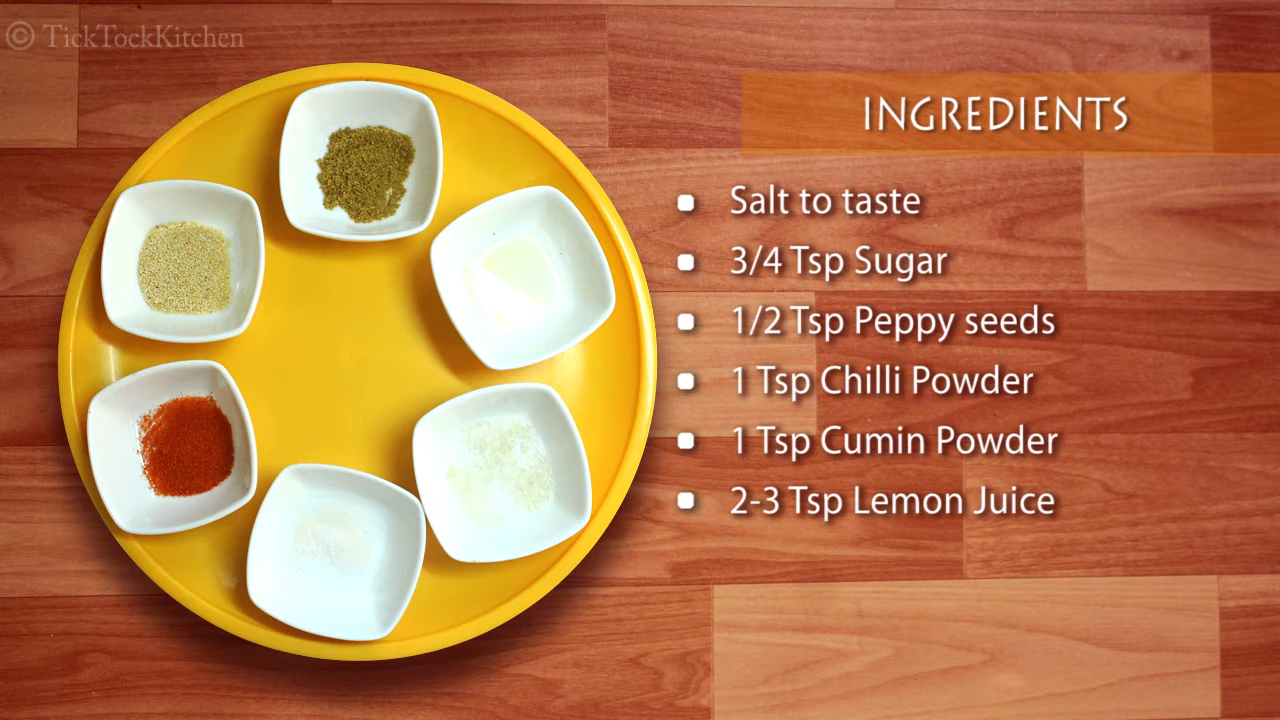 © TickTockKitchen
INGREDIENTS
Salt to taste
3/4 Tsp Sugar
1/2 Tsp Peppy seeds
1 Tsp Chilli Powder
1 Tsp Cumin Powder
2-3 Tsp Lemon Juice